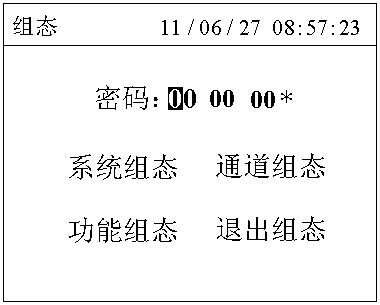 组态 11/06/27 08:57:23
密码: 00 00 00*
系统组态 通道组态
功能组态 退出组态